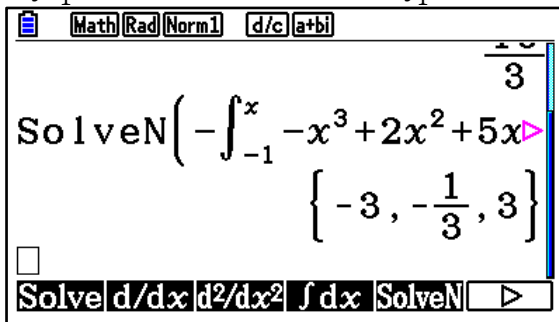 Math Rad Norm1 d/c a+bi
3
SolveN(-∫₋₁ˣ -x³+2x²+5x
{-3, -1/3, 3}
Solve d/dx d²/dx² ∫dx SolveN ▷